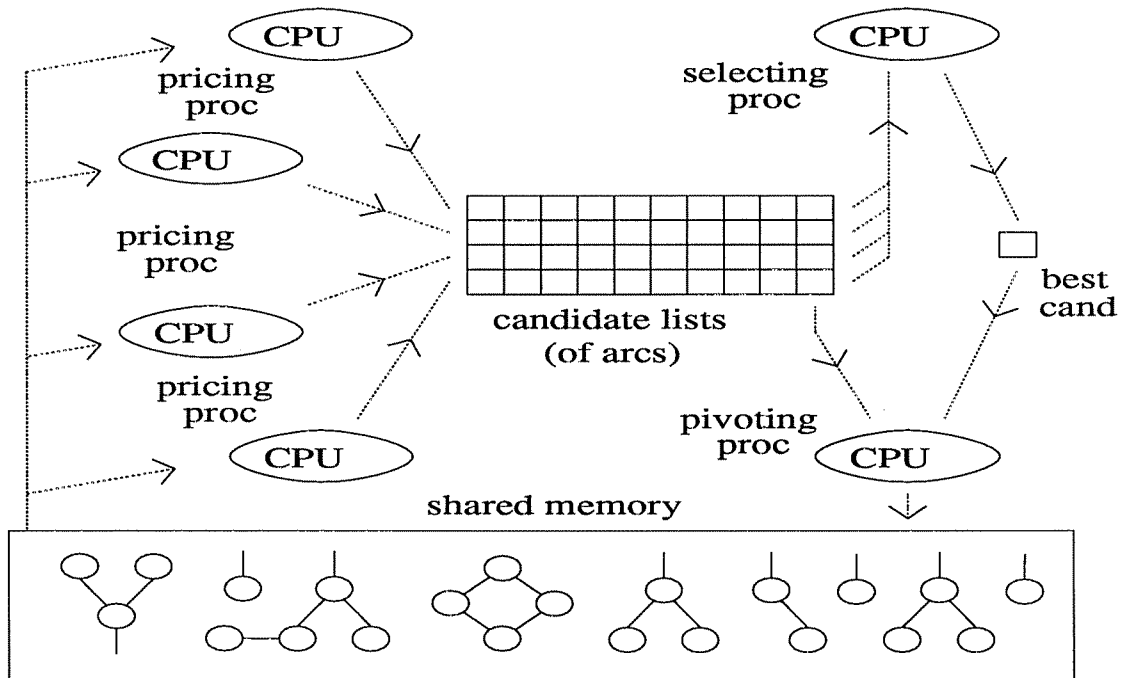 CPU
pricing
proc
CPU
pricing
proc
CPU
pricing
proc
CPU
candidate lists
(of arcs)
CPU
selecting
proc
best
cand
pivoting
proc
CPU
shared memory